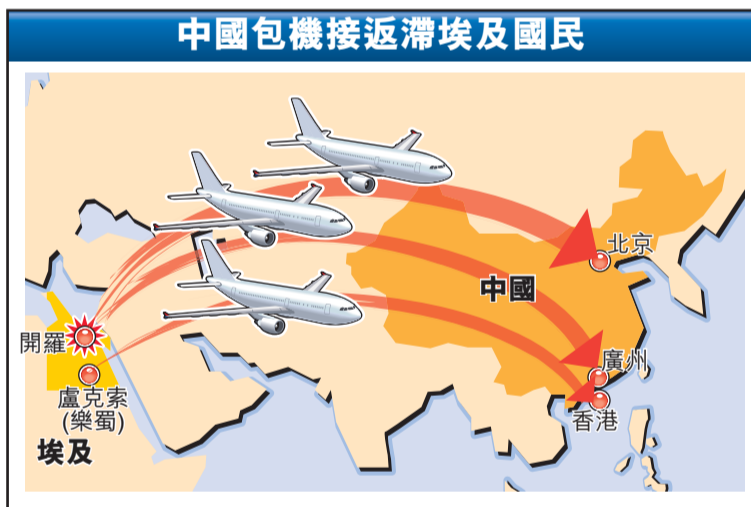 中國包機接返滯埃及國民
北京
中國
開羅
廣州
盧克索
(樂蜀)
香港
埃及